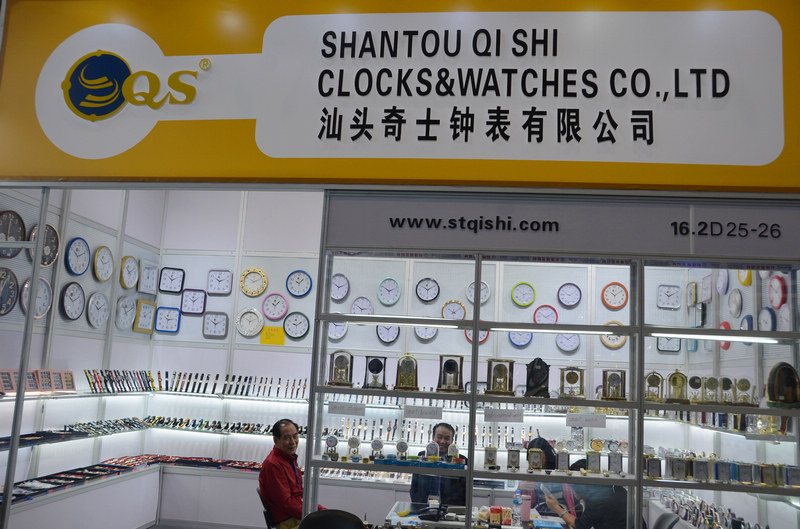 QS®
SHANTOU QI SHI
CLOCKS&WATCHES CO.,LTD
汕头奇士钟表有限公司
www.stqishi.com
16.2D25-26